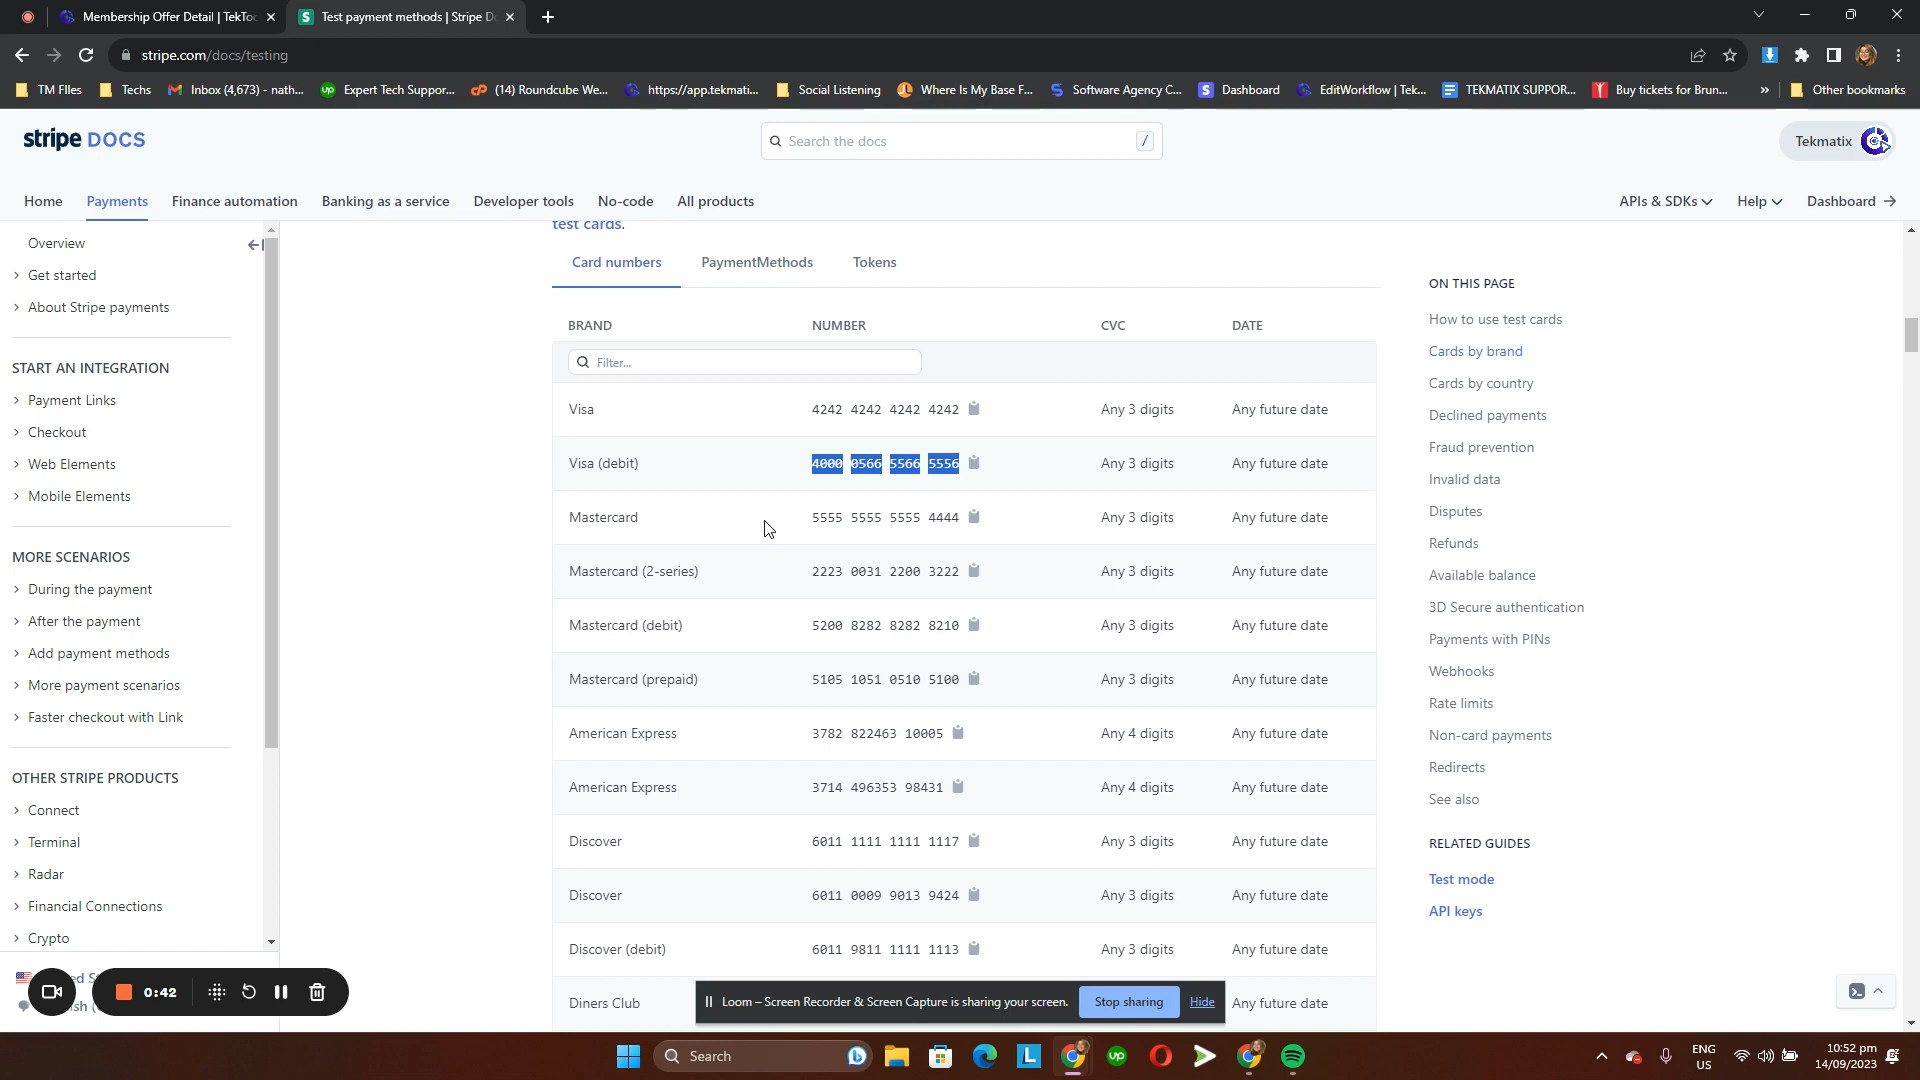 Membership Offer Detail | TekToc
Test payment methods | Stripe D
stripe.com/docs/testing
TM FIles
Techs
Inbox (4,673) - nath...
Expert Tech Suppor...
(14) Roundcube We...
https://app.tekmati...
Social Listening
Where Is My Base F...
Software Agency C...
Dashboard
EditWorkflow | Tek...
TEKMATIX SUPPOR...
Buy tickets for Brun...
»
Other bookmarks
stripe DOCS
Search the docs
/
Tekmatix
Home
Payments
Finance automation
Banking as a service
Developer tools
No-code
All products
APIs & SDKs
Help
Dashboard
Overview
Get started
About Stripe payments
START AN INTEGRATION
Payment Links
Checkout
Web Elements
Mobile Elements
MORE SCENARIOS
During the payment
After the payment
Add payment methods
More payment scenarios
Faster checkout with Link
OTHER STRIPE PRODUCTS
Connect
Terminal
Radar
Financial Connections
Crypto
test cards.
Card numbers
PaymentMethods
Tokens
BRAND NUMBER CVC DATE
Filter...
Visa 4242 4242 4242 4242 Any 3 digits Any future date
Visa (debit) 4000 0566 5566 5556 Any 3 digits Any future date
Mastercard 5555 5555 5555 4444 Any 3 digits Any future date
Mastercard (2-series) 2223 0031 2200 3222 Any 3 digits Any future date
Mastercard (debit) 5200 8282 8282 8210 Any 3 digits Any future date
Mastercard (prepaid) 5105 1051 0510 5100 Any 3 digits Any future date
American Express 3782 822463 10005 Any 4 digits Any future date
American Express 3714 496353 98431 Any 4 digits Any future date
Discover 6011 1111 1111 1117 Any 3 digits Any future date
Discover 6011 0009 9013 9424 Any 3 digits Any future date
Discover (debit) 6011 9811 1111 1113 Any 3 digits Any future date
Diners Club Any future date
ON THIS PAGE
How to use test cards
Cards by brand
Cards by country
Declined payments
Fraud prevention
Invalid data
Disputes
Refunds
Available balance
3D Secure authentication
Payments with PINs
Webhooks
Rate limits
Non-card payments
Redirects
See also
RELATED GUIDES
Test mode
API keys
0:42
Loom – Screen Recorder & Screen Capture is sharing your screen.
Stop sharing
Hide
Search
ENG
US
10:52 pm
14/09/2023